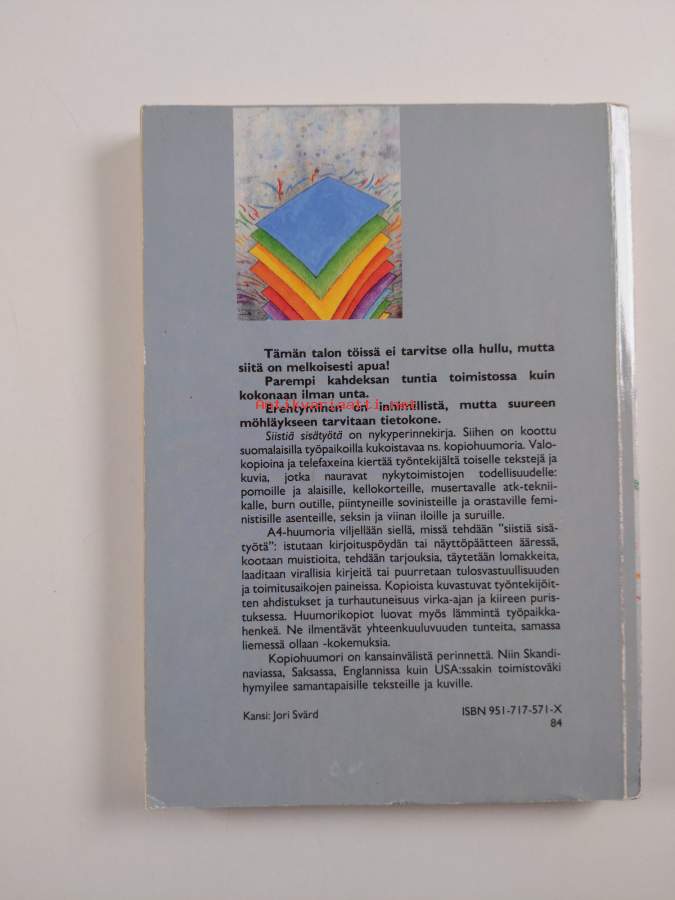 Tämän talon töissä ei tarvitse olla hullu, mutta
siitä on melkoisesti apua!
Parempi kahdeksan tuntia toimistossa kuin
kokonaan ilman unta.
Antikvariaatti.net
Erehtyminen on inhimillistä, mutta suureen
möhläykseen tarvitaan tietokone.
Siistiä sisätyötä on nykyperinnekirja. Siihen on koottu
suomalaisilla työpaikoilla kukoistavaa ns. kopiohuumoria. Valo-
kopioina ja telefaxeina kiertää työntekijältä toiselle tekstejä ja
kuvia, jotka nauravat nykytoimistojen todellisuudelle:
pomoille ja alaisille, kellokorteille, musertavalle atk-tekni-
kalle, burn outille, piintyneille sovinisteille ja orastaville femi-
nistisille asenteille, seksin ja viinan iloille ja suruille.
A4-huumoria viljellään siellä, missä tehdään "siistiä sisä-
työtä": istutaan kirjoituspöydän tai näyttöpäätteen ääressä,
kootaan muistioita, tehdään tarjouksia, täytetään lomakkeita,
laaditaan virallisia kirjeitä tai puurretaan tulosvastuullisuuden
ja toimitusaikojen paineissa. Kopioista kuvastuvat työntekijöit-
ten ahdistukset ja turhautuneisuus virka-ajan ja kiireen puris-
tuksessa. Huumorikopiot luovat myös lämmintä työpaikka-
henkeä. Ne ilmentävät yhteenkuuluvuuden tunteita, samassa
liemessä ollaan -kokemuksia.
Kopiohuumori on kansainvälistä perinnettä. Niin Skandi-
naviassa, Saksassa, Englannissa kuin USA:ssakin toimistoväki
hymyilee samantapaisille teksteille ja kuville.
Kansi: Jori Svärd
ISBN 951-717-571-X
84